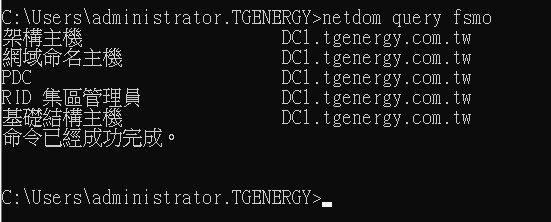 C:\Users\administrator.TGENERGY>netdom query fsmo
架構主機 DC1.tgenergy.com.tw
網域命名主機 DC1.tgenergy.com.tw
PDC DC1.tgenergy.com.tw
RID 集區管理員 DC1.tgenergy.com.tw
基礎結構主機 DC1.tgenergy.com.tw
命令已經成功完成。
C:\Users\administrator.TGENERGY>